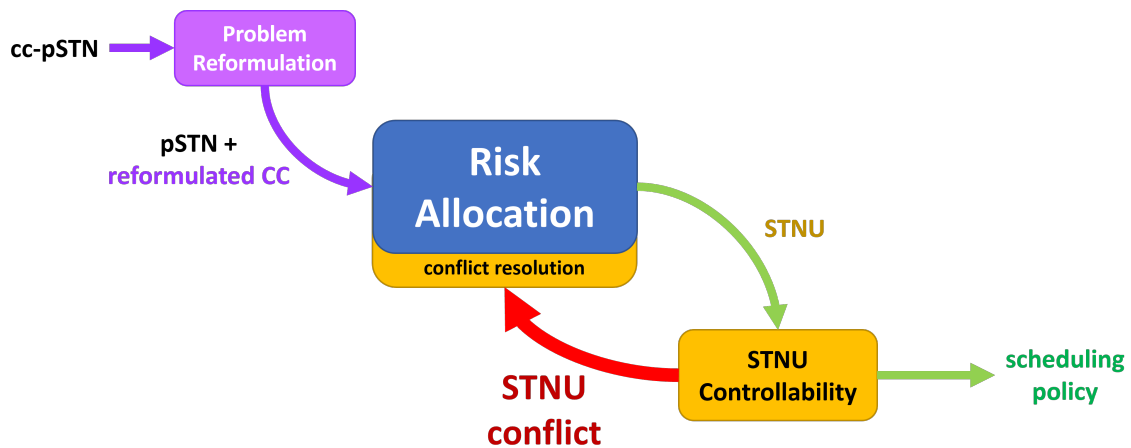 cc-pSTN
Problem
Reformulation
pSTN +
reformulated CC
Risk
Allocation
conflict resolution
STNU
STNU
Controllability
scheduling
policy
STNU
conflict